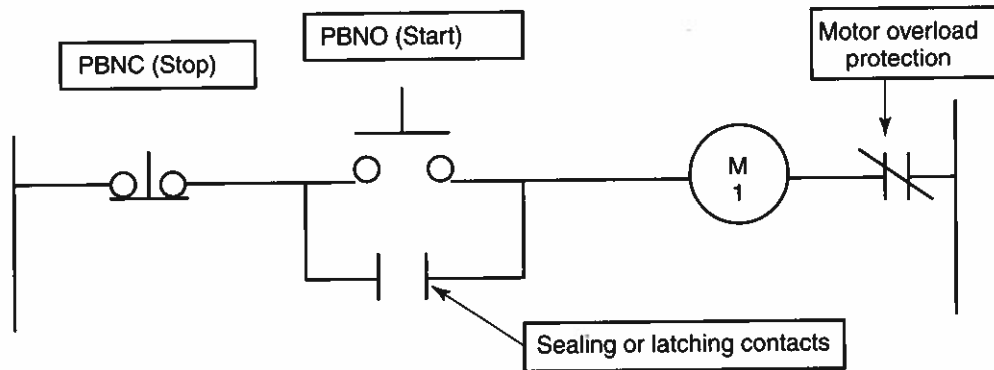 PBNC (Stop)
PBNO (Start)
Motor overload
protection
M
1
Sealing or latching contacts